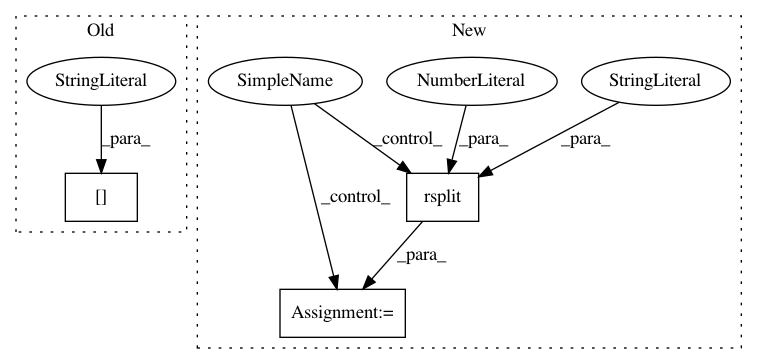 Old
New
StringLiteral
SimpleName
NumberLiteral
StringLiteral
_para_
_control_
_para_
_para_
[]
_control_
rsplit
_para_
Assignment:=